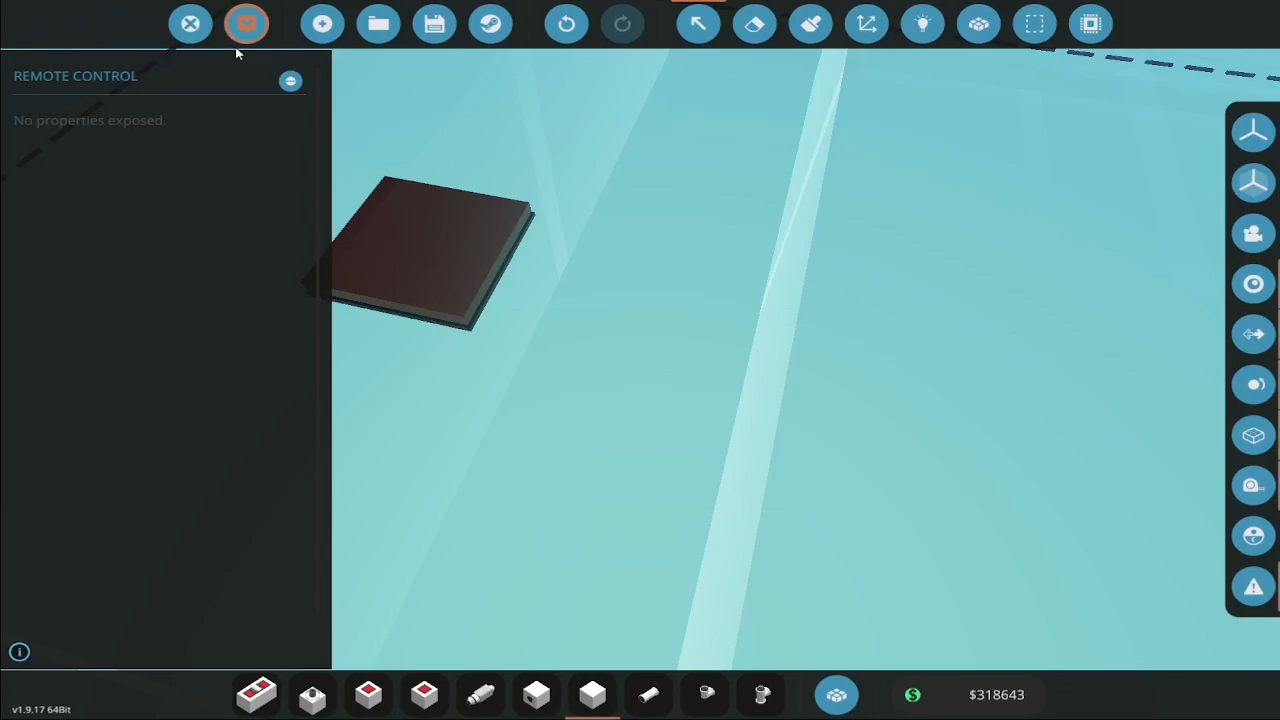 REMOTE CONTROL
No properties exposed.
$318643
v1.9.17 64Bit